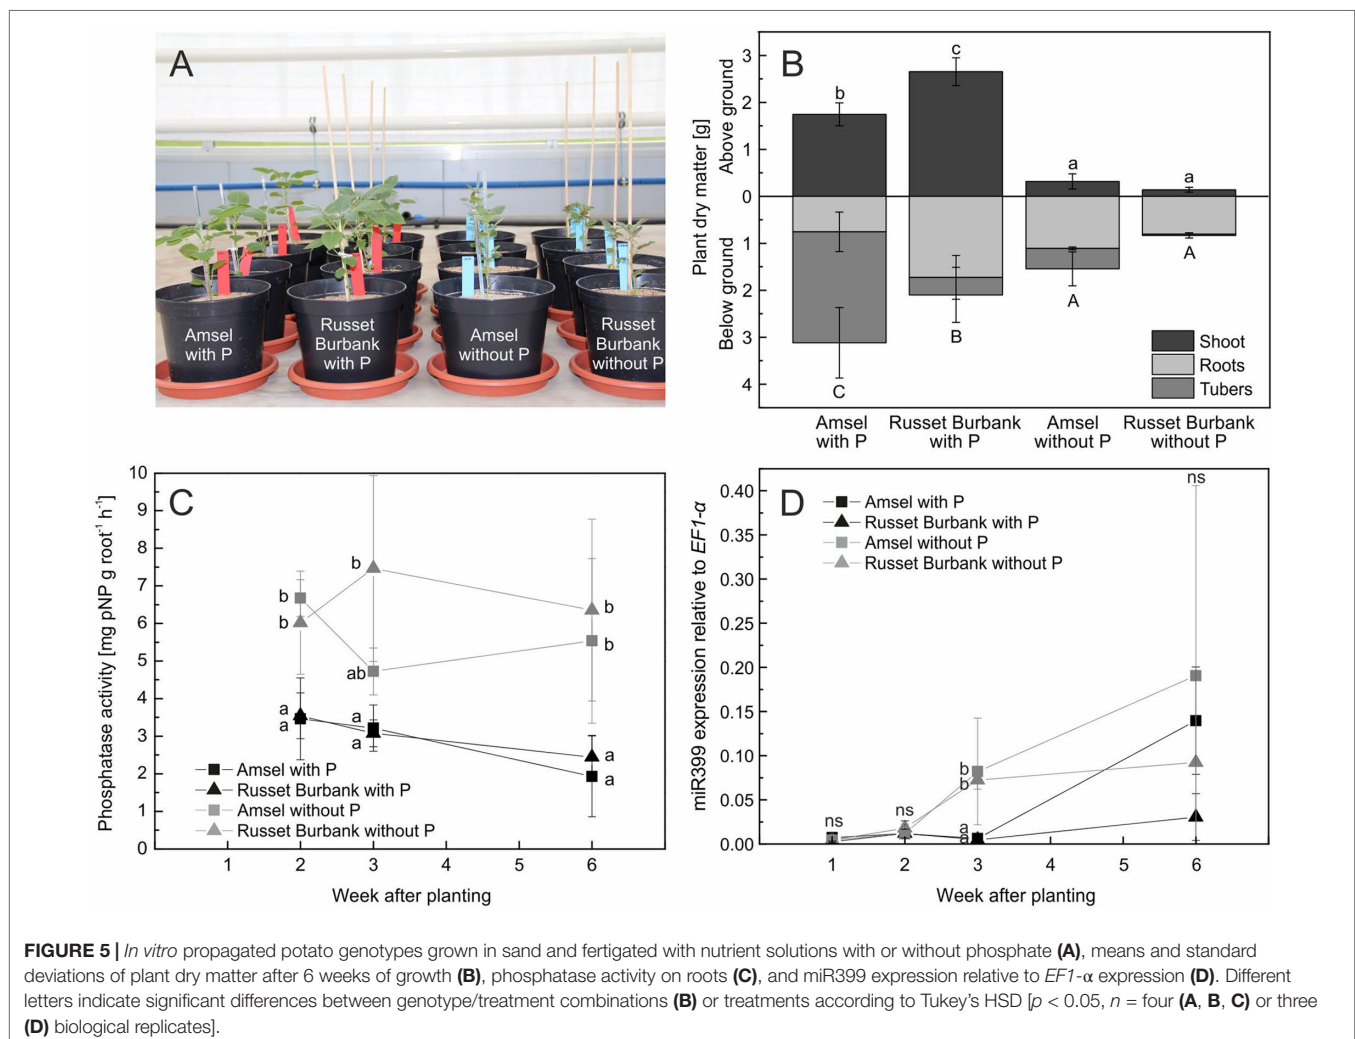 A
Amsel
with P
Russet
Burbank
with P
Amsel
without P
Russet
Burbank
without P
B
Plant dry matter [g]
Below ground Above ground
3
2
1
0
1
2
3
4
b
c
a
a
C
B
A
A
Shoot
Roots
Tubers
Amsel
with P
Russet Burbank
with P
Amsel
without P
Russet Burbank
without P
C
Phosphatase activity [mg pNP g root⁻¹ h⁻¹]
10
9
8
7
6
5
4
3
2
1
0
b
b
b
ab
b
b
a
a
a
a
a
a
Amsel with P
Russet Burbank with P
Amsel without P
Russet Burbank without P
1 2 3 4 5 6
Week after planting
D
miR399 expression relative to EF1-α
0.40
0.35
0.30
0.25
0.20
0.15
0.10
0.05
0.00
Amsel with P
Russet Burbank with P
Amsel without P
Russet Burbank without P
ns
ns
b
b
a
a
ns
1 2 3 4 5 6
Week after planting
FIGURE 5 | In vitro propagated potato genotypes grown in sand and fertigated with nutrient solutions with or without phosphate (A), means and standard
deviations of plant dry matter after 6 weeks of growth (B), phosphatase activity on roots (C), and miR399 expression relative to EF1-α expression (D). Different
letters indicate significant differences between genotype/treatment combinations (B) or treatments according to Tukey’s HSD [p < 0.05, n = four (A, B, C) or three
(D) biological replicates].